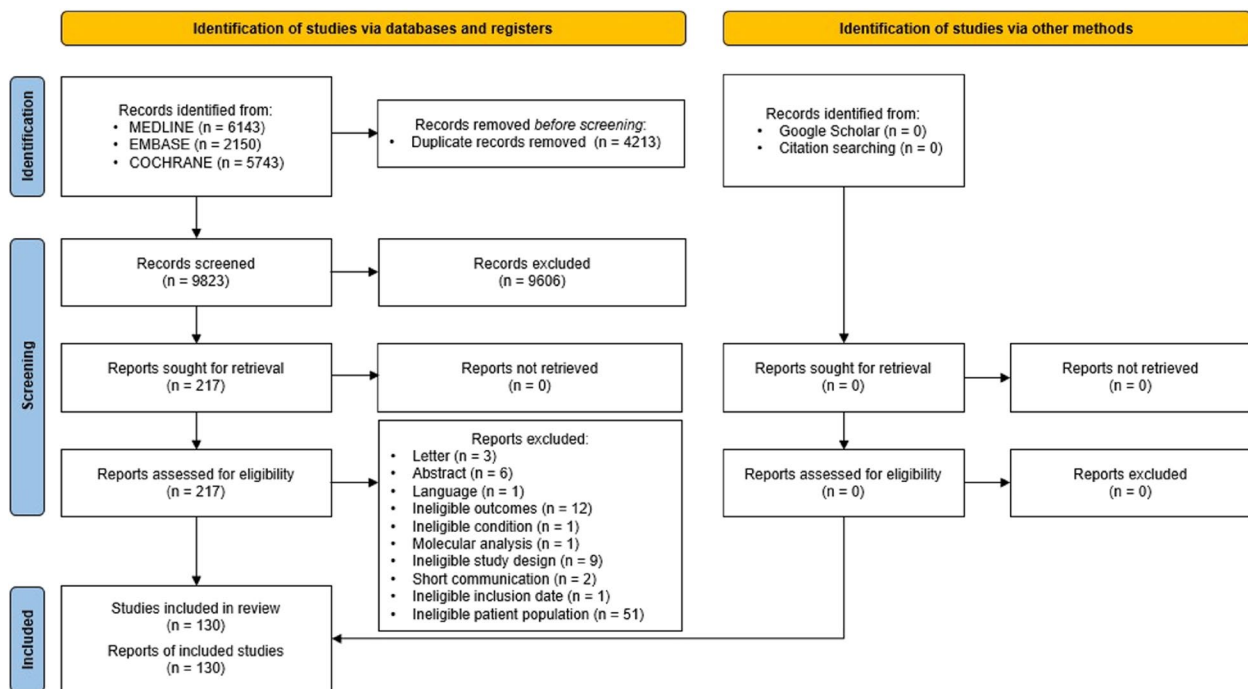 Identification of studies via databases and registers
Identification of studies via other methods
Identification
Records identified from:
• MEDLINE (n = 6143)
• EMBASE (n = 2150)
• COCHRANE (n = 5743)
Records removed before screening:
• Duplicate records removed (n = 4213)
Records identified from:
• Google Scholar (n = 0)
• Citation searching (n = 0)
Screening
Records screened
(n = 9823)
Records excluded
(n = 9606)
Reports sought for retrieval
(n = 217)
Reports not retrieved
(n = 0)
Reports sought for retrieval
(n = 0)
Reports not retrieved
(n = 0)
Reports assessed for eligibility
(n = 217)
Reports excluded:
• Letter (n = 3)
• Abstract (n = 6)
• Language (n = 1)
• Ineligible outcomes (n = 12)
• Ineligible condition (n = 1)
• Molecular analysis (n = 1)
• Ineligible study design (n = 9)
• Short communication (n = 2)
• Ineligible inclusion date (n = 1)
• Ineligible patient population (n = 51)
Reports assessed for eligibility
(n = 0)
Reports excluded
(n = 0)
Included
Studies included in review
(n = 130)
Reports of included studies
(n = 130)